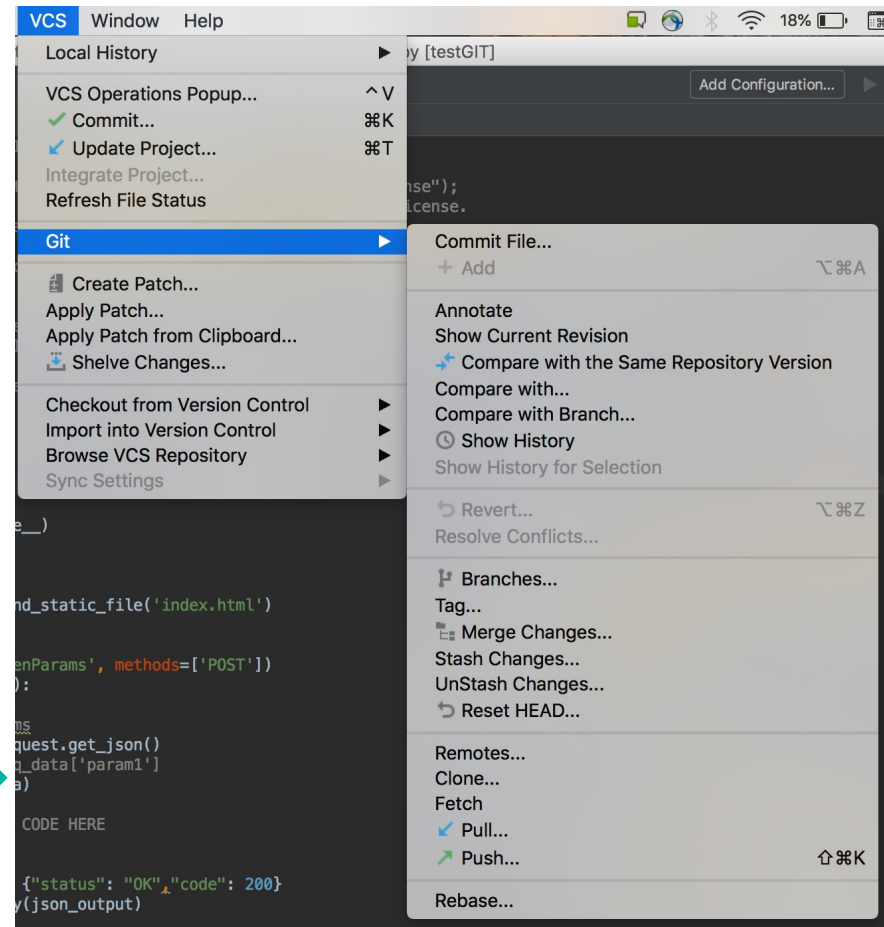 VCS Window Help 18%
Local History
by [testGIT]
Add Configuration...
VCS Operations Popup... ^V
Commit... ⌘K
Update Project... ⌘T
Integrate Project...
Refresh File Status
nse");
icense.
Git
Create Patch...
Apply Patch...
Apply Patch from Clipboard...
Shelve Changes...
Checkout from Version Control
Import into Version Control
Browse VCS Repository
Sync Settings
Commit File...
+ Add ⌥⌘A
Annotate
Show Current Revision
Compare with the Same Repository Version
Compare with...
Compare with Branch...
Show History
Show History for Selection
Revert... ⌥⌘Z
Resolve Conflicts...
Branches...
Tag...
Merge Changes...
Stash Changes...
UnStash Changes...
Reset HEAD...
Remotes...
Clone...
Fetch
Pull...
Push... ⇧⌘K
Rebase...
e__)
nd_static_file('index.html')
enParams', methods=['POST'])
):
ms
quest.get_json()
q_data['param1']
a)
CODE HERE
{"status": "OK","code": 200}
y(json_output)